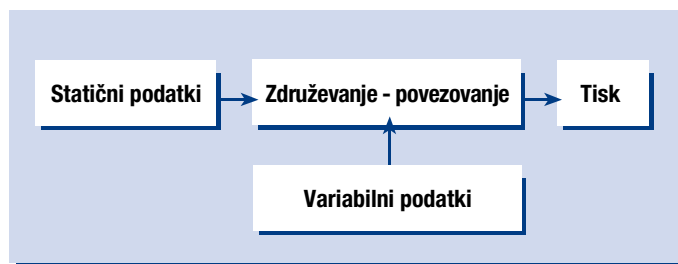 Statični podatki
Združevanje - povezovanje
Tisk
Variabilni podatki